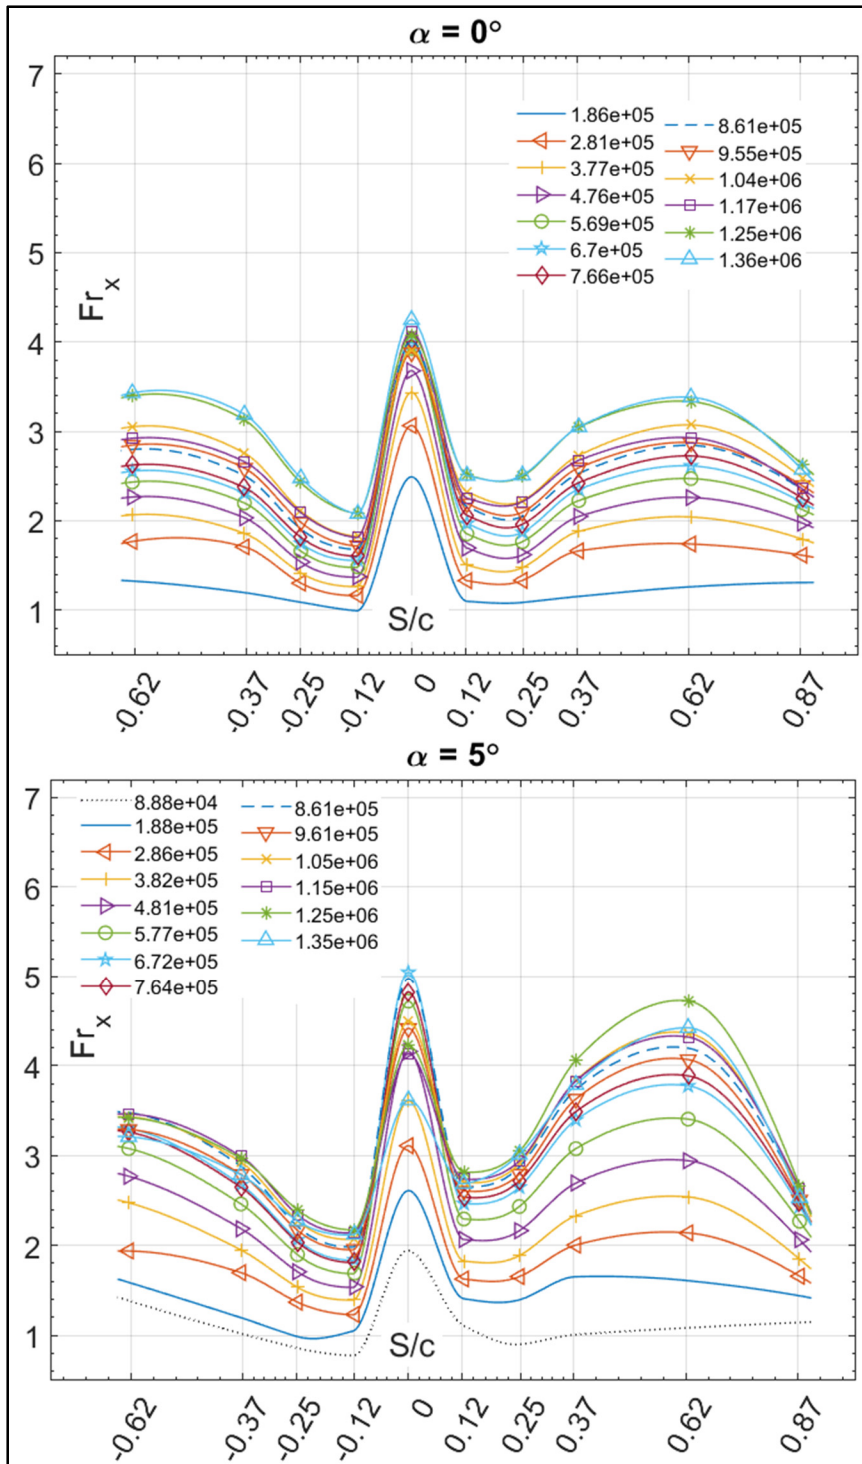 α = 0°
7
6
5
4
3
2
1
Fr_x
1.86e+05
2.81e+05
3.77e+05
4.76e+05
5.69e+05
6.7e+05
7.66e+05
8.61e+05
9.55e+05
1.04e+06
1.17e+06
1.25e+06
1.36e+06
S/c
-0.62
-0.37
-0.25
-0.12
0
0.12
0.25
0.37
0.62
0.87
α = 5°
7
6
5
4
3
2
1
Fr_x
8.88e+04
1.88e+05
2.86e+05
3.82e+05
4.81e+05
5.77e+05
6.72e+05
7.64e+05
8.61e+05
9.61e+05
1.05e+06
1.15e+06
1.25e+06
1.35e+06
S/c
-0.62
-0.37
-0.25
-0.12
0
0.12
0.25
0.37
0.62
0.87